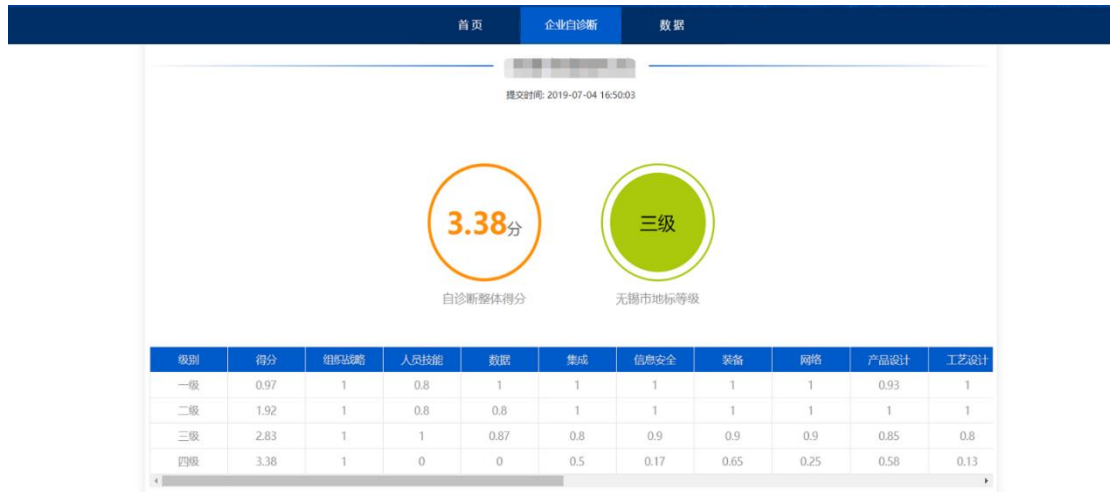 首页 企业自诊断 数据
提交时间: 2019-07-04 16:50:03
3.38分 三级
自诊断整体得分 无锡市地标等级
级别 得分 组织战略 人员技能 数据 集成 信息安全 装备 网络 产品设计 工艺设计
一级 0.97 1 0.8 1 1 1 1 1 0.93 1
二级 1.92 1 0.8 0.8 1 1 1 1 1 1
三级 2.83 1 1 0.87 0.8 0.9 0.9 0.9 0.85 0.8
四级 3.38 1 0 0 0.5 0.17 0.65 0.25 0.58 0.13